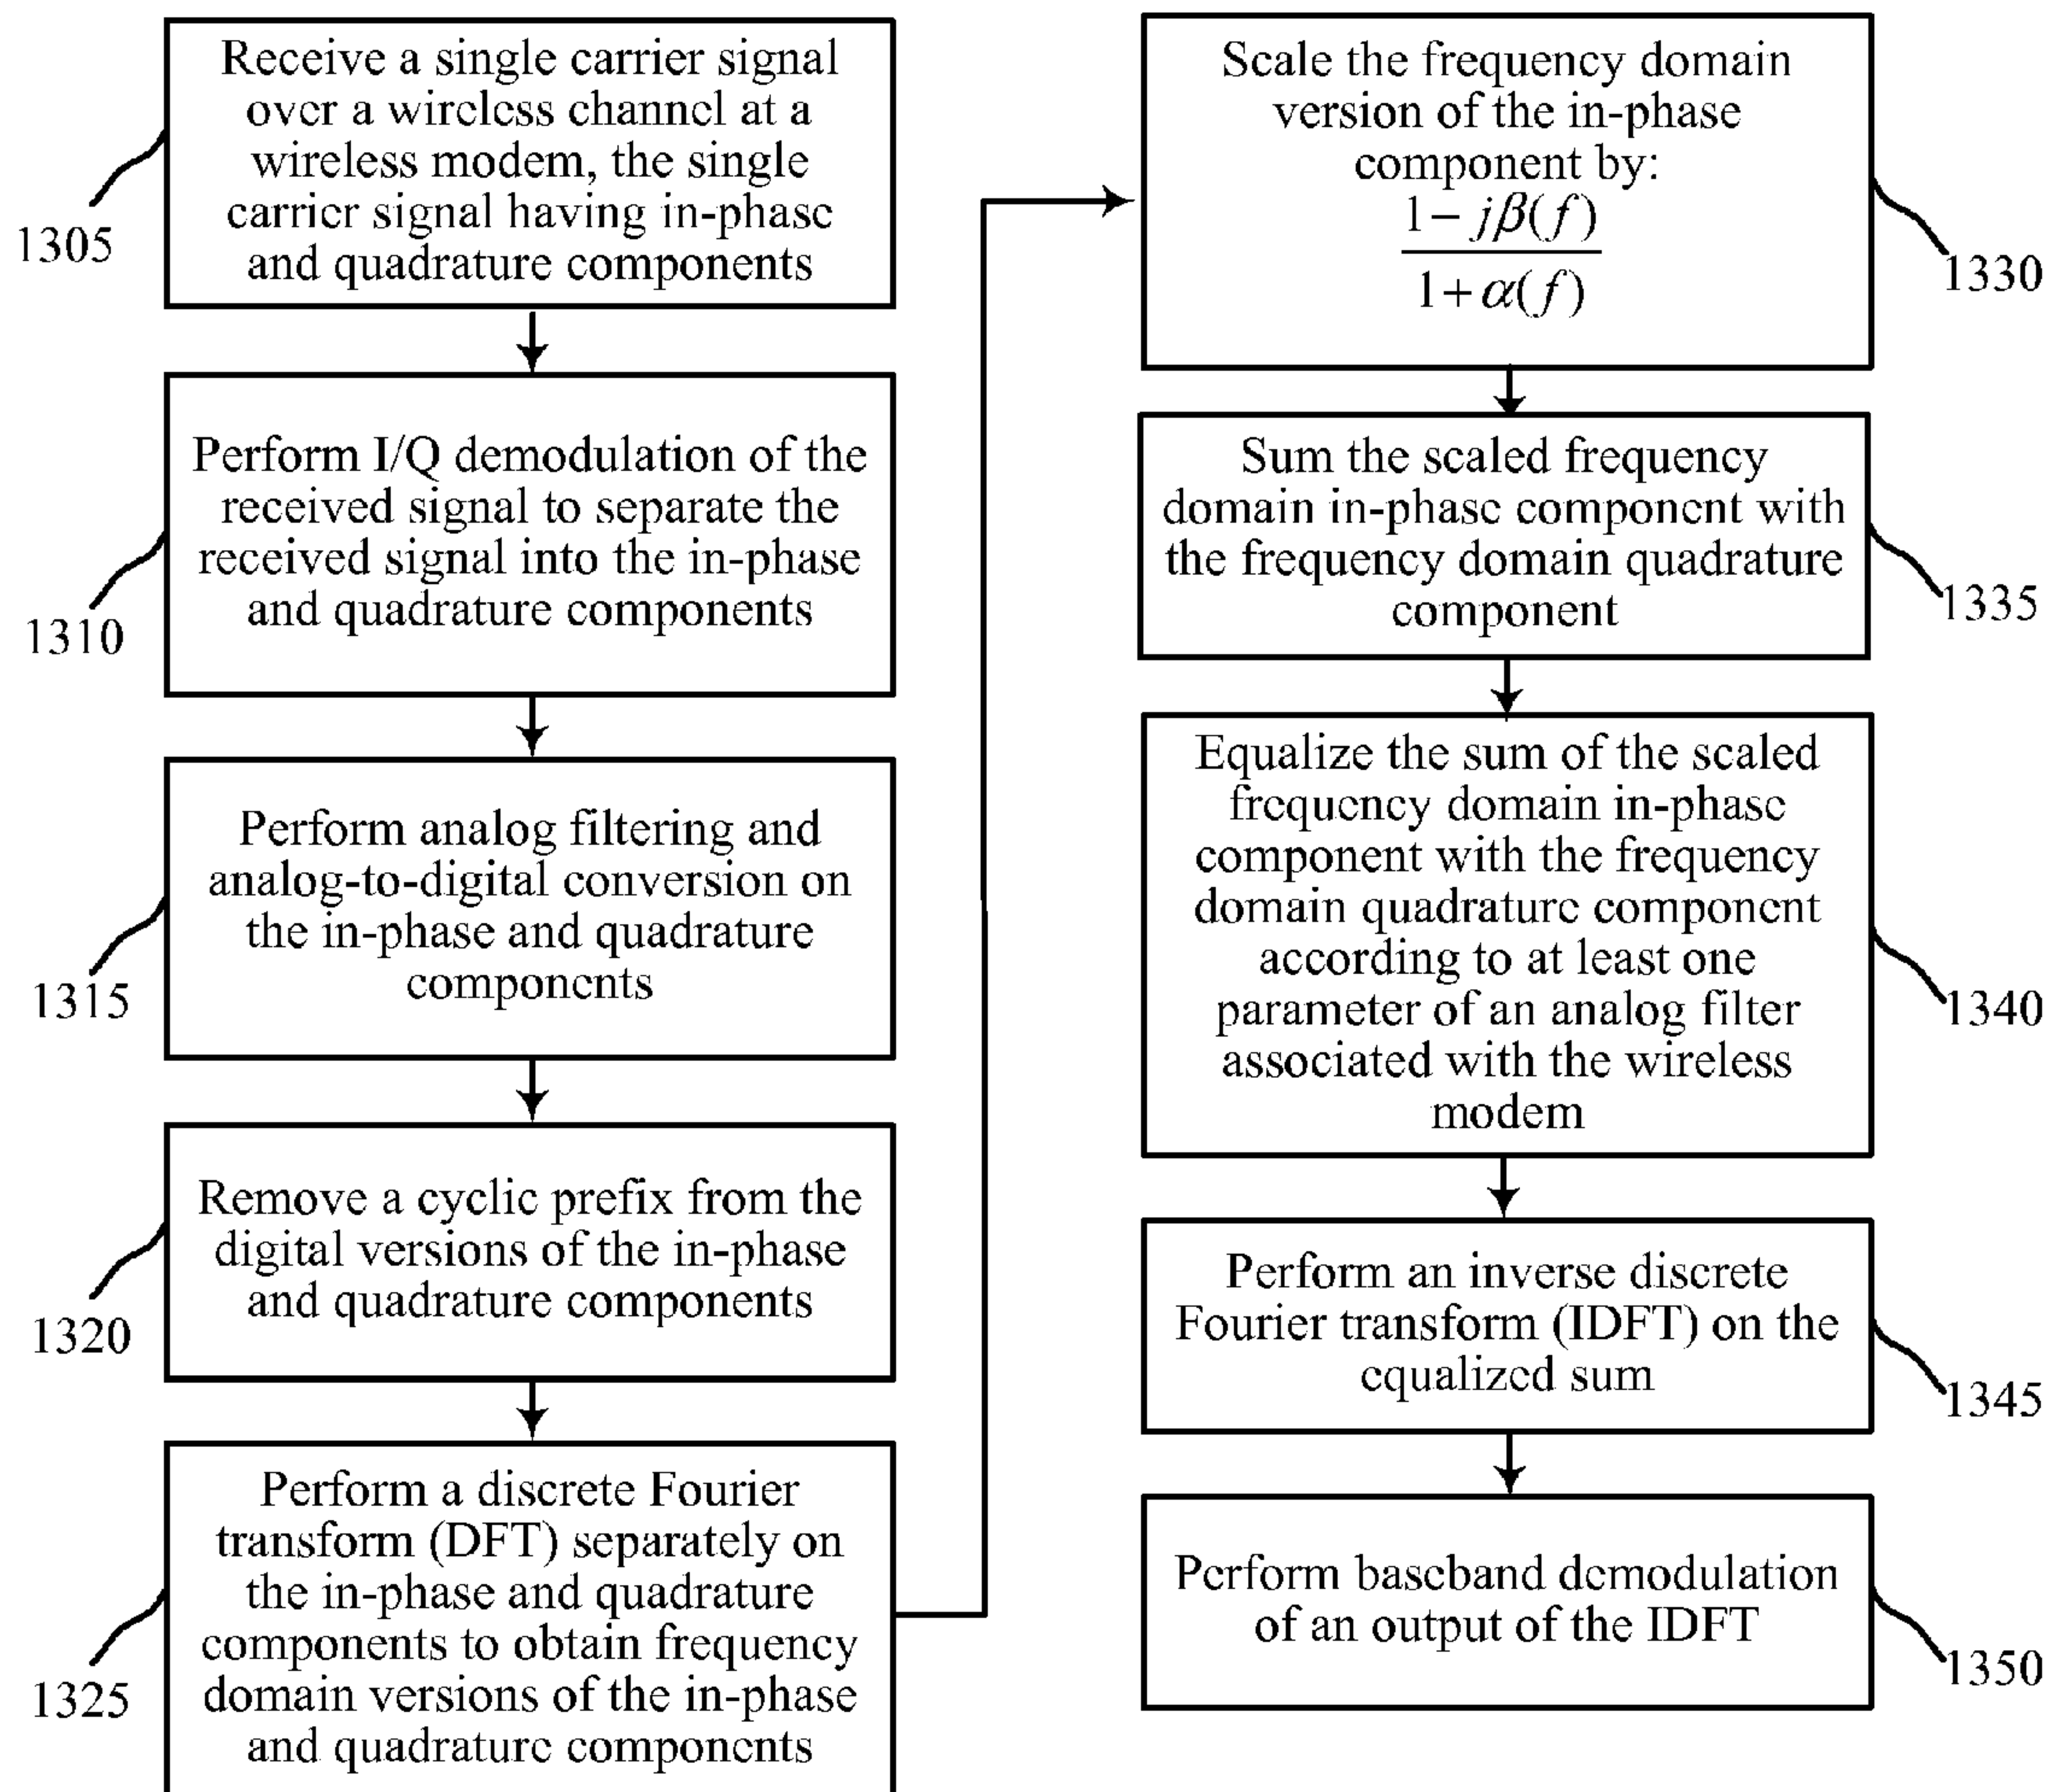 Receive a single carrier signal
over a wireless channel at a
wireless modem, the single
carrier signal having in-phase
and quadrature components
1305
Perform I/Q demodulation of the
received signal to separate the
received signal into the in-phase
and quadrature components
1310
Perform analog filtering and
analog-to-digital conversion on
the in-phase and quadrature
components
1315
Remove a cyclic prefix from the
digital versions of the in-phase
and quadrature components
1320
Perform a discrete Fourier
transform (DFT) separately on
the in-phase and quadrature
components to obtain frequency
domain versions of the in-phase
and quadrature components
1325
Scale the frequency domain
version of the in-phase
component by:
1− jβ(f)
1+α(f)
1330
Sum the scaled frequency
domain in-phase component with
the frequency domain quadrature
component
1335
Equalize the sum of the scaled
frequency domain in-phase
component with the frequency
domain quadrature component
according to at least one
parameter of an analog filter
associated with the wireless
modem
1340
Perform an inverse discrete
Fourier transform (IDFT) on the
equalized sum
1345
Perform baseband demodulation
of an output of the IDFT
1350